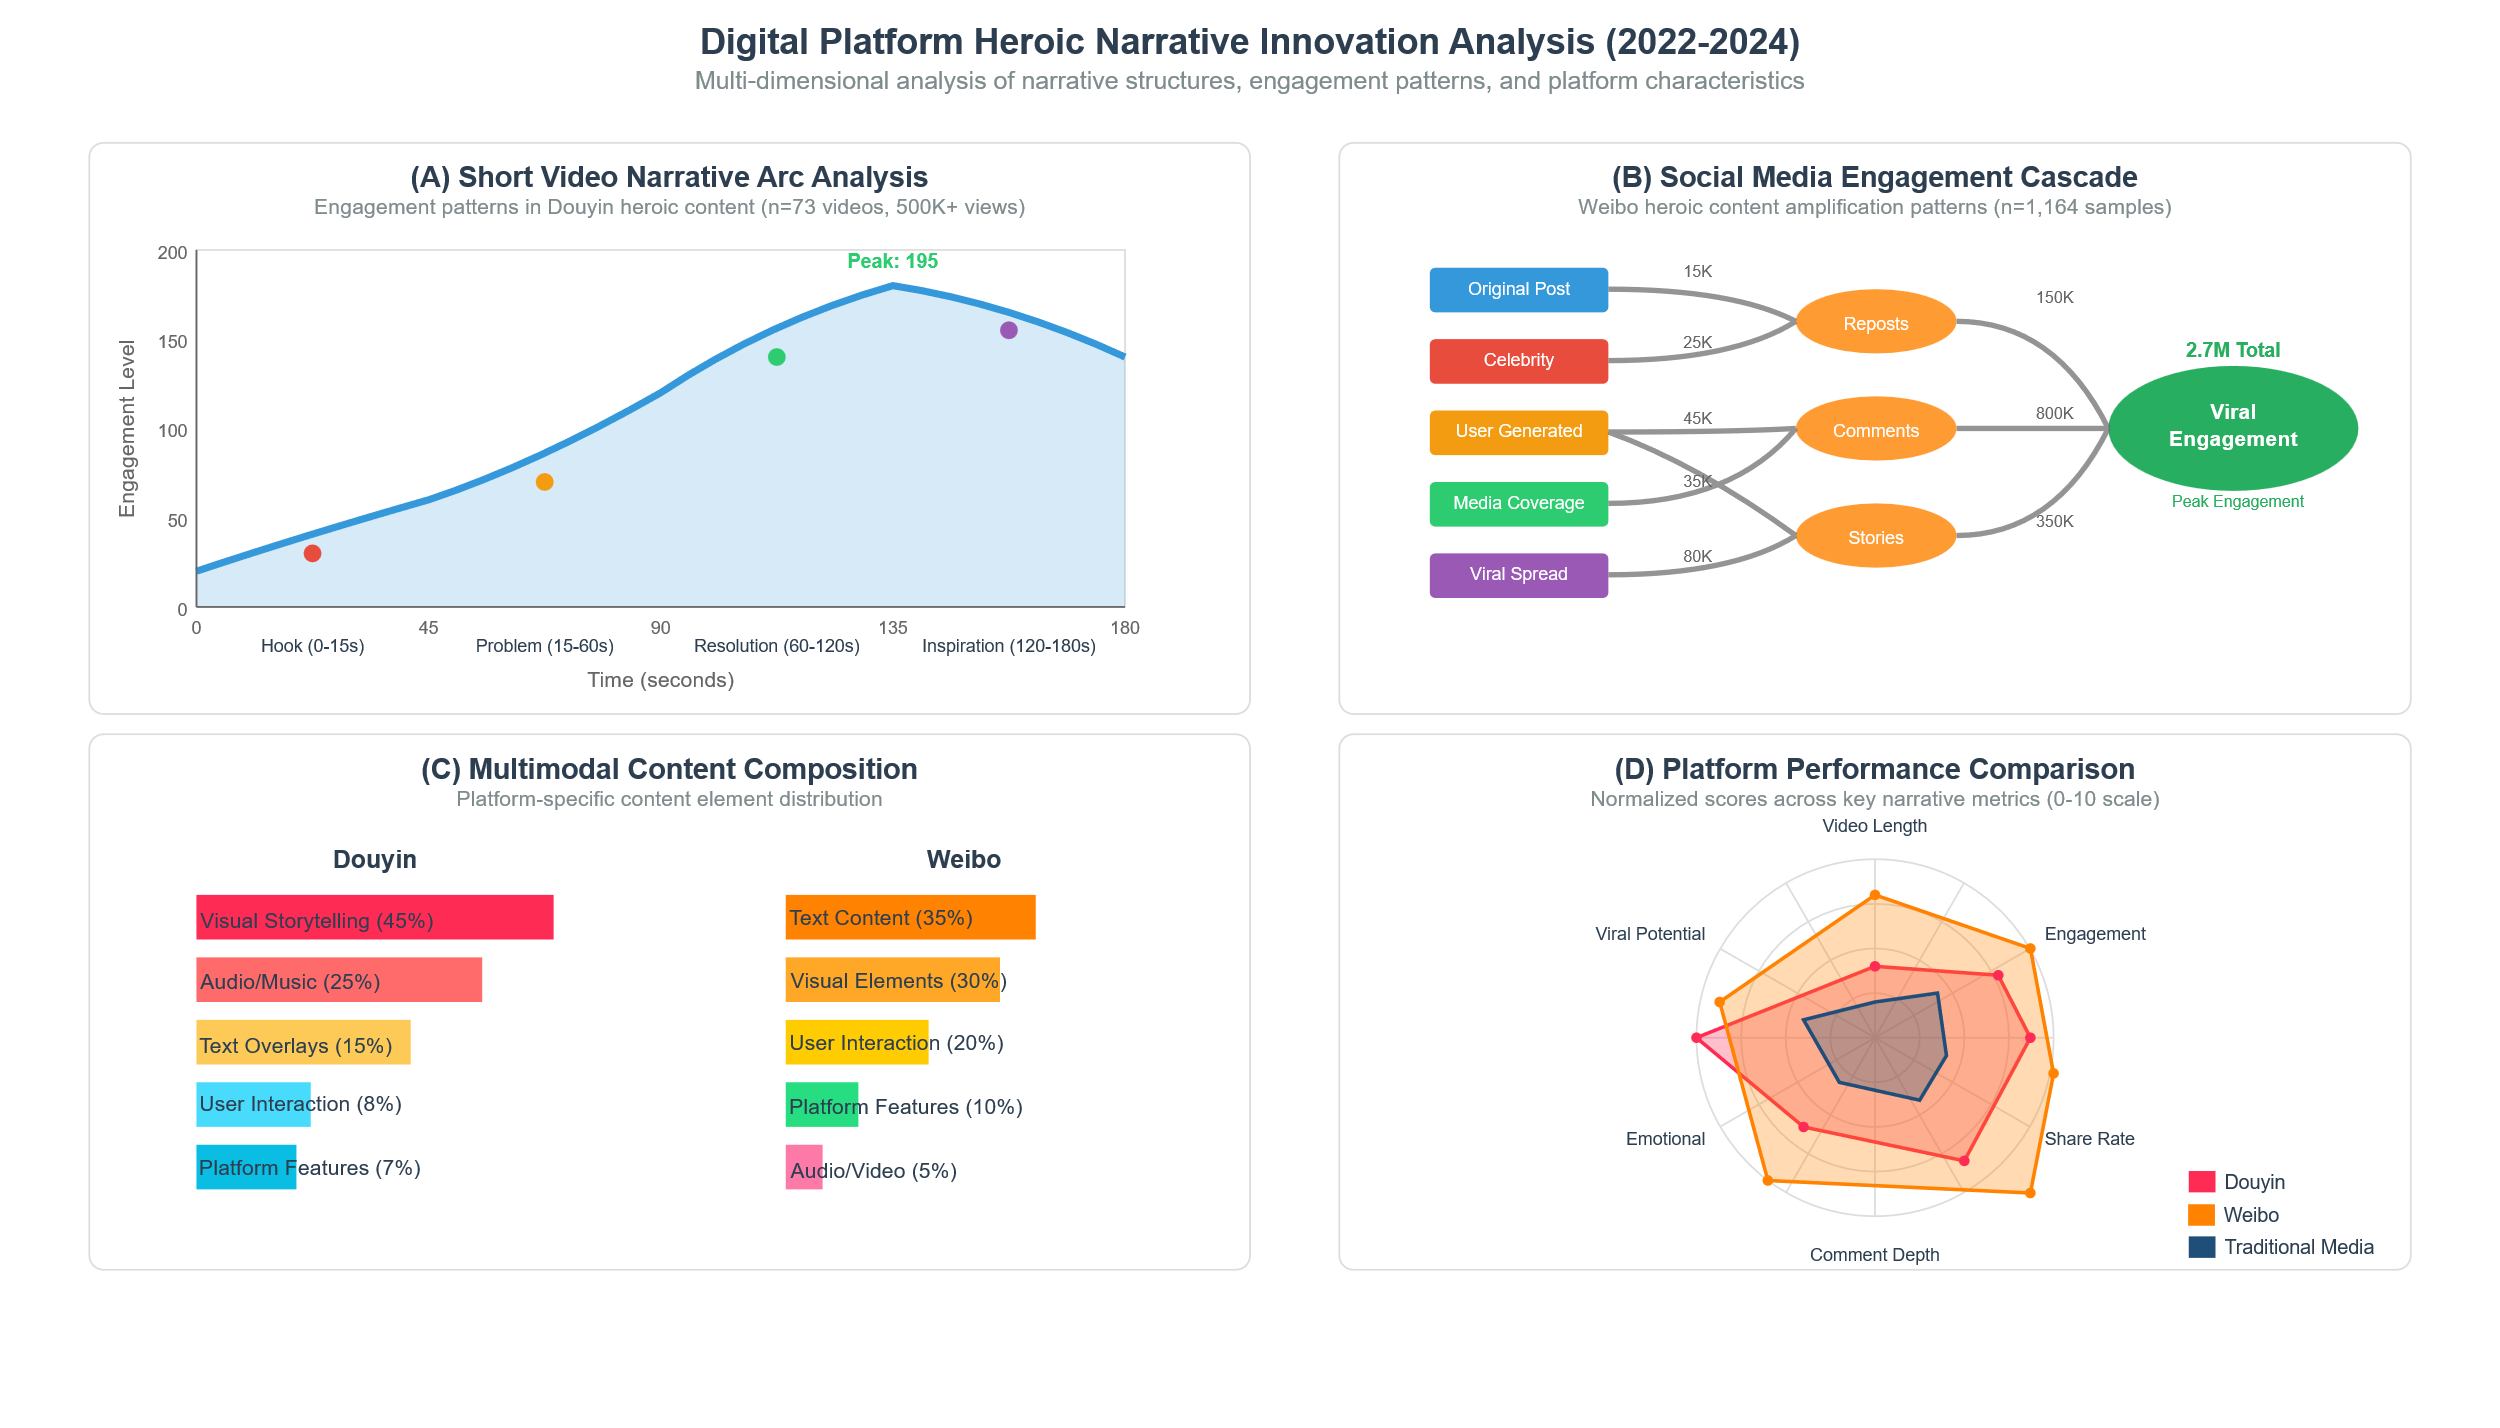 Digital Platform Heroic Narrative Innovation Analysis (2022-2024)
Multi-dimensional analysis of narrative structures, engagement patterns, and platform characteristics
(A) Short Video Narrative Arc Analysis
Engagement patterns in Douyin heroic content (n=73 videos, 500K+ views)
200
150
100
50
0
Engagement Level
Peak: 195
0
45
90
135
180
Hook (0-15s)
Problem (15-60s)
Resolution (60-120s)
Inspiration (120-180s)
Time (seconds)
(B) Social Media Engagement Cascade
Weibo heroic content amplification patterns (n=1,164 samples)
Original Post
Celebrity
User Generated
Media Coverage
Viral Spread
15K
25K
45K
35K
80K
Reposts
Comments
Stories
150K
800K
350K
2.7M Total
Viral
Engagement
Peak Engagement
(C) Multimodal Content Composition
Platform-specific content element distribution
Douyin
Visual Storytelling (45%)
Audio/Music (25%)
Text Overlays (15%)
User Interaction (8%)
Platform Features (7%)
Weibo
Text Content (35%)
Visual Elements (30%)
User Interaction (20%)
Platform Features (10%)
Audio/Video (5%)
(D) Platform Performance Comparison
Normalized scores across key narrative metrics (0-10 scale)
Video Length
Engagement
Share Rate
Comment Depth
Emotional
Viral Potential
Douyin
Weibo
Traditional Media